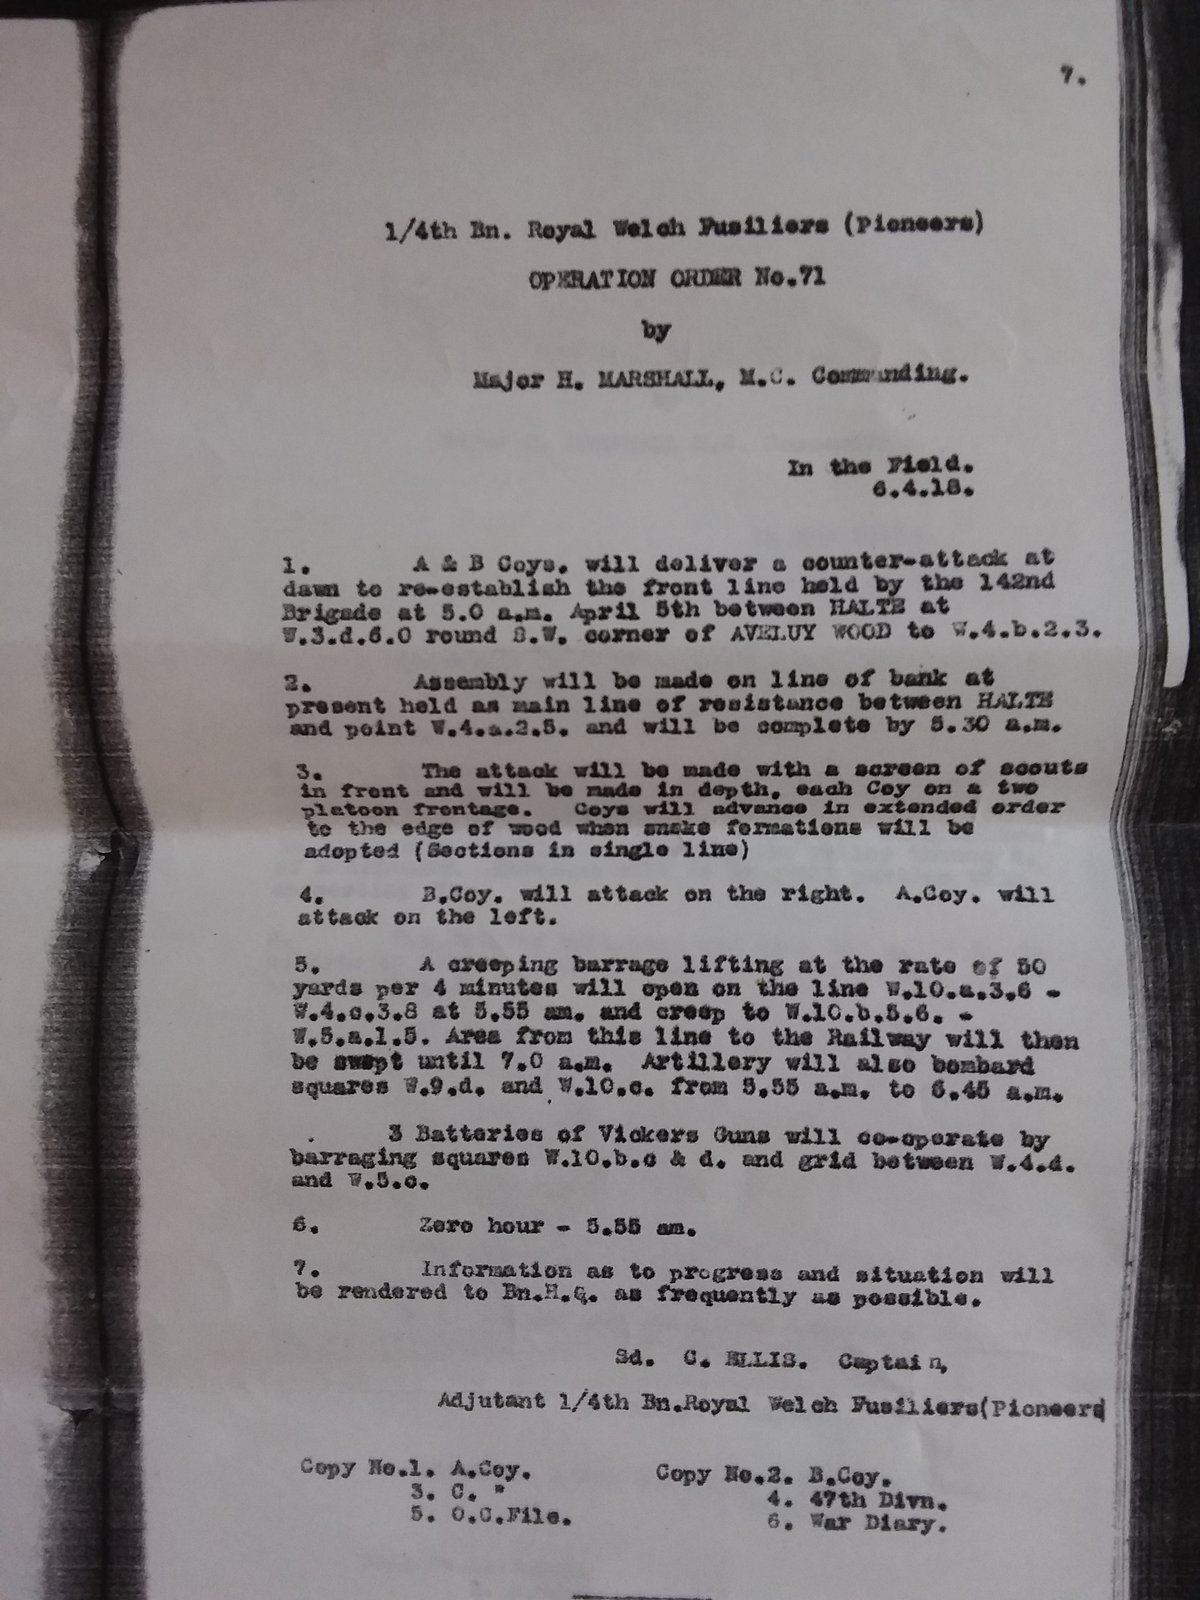 7.
1/4th Bn. Royal Welch Fusiliers (Pioneers)
OPERATION ORDER No.71
by
Major H. MARSHALL, M.C. Commanding.
In the Field.
6.4.18.
1. A & B Coys. will deliver a counter-attack at
dawn to re-establish the front line held by the 142nd
Brigade at 5.0 a.m. April 5th between HALTE at
W.3.d.6.0 round S.W. corner of AVELUY WOOD to W.4.b.2.3.
2. Assembly will be made on line of bank at
present held as main line of resistance between HALTE
and point W.4.a.2.5. and will be complete by 5.30 a.m.
3. The attack will be made with a screen of scouts
in front and will be made in depth, each Coy on a two
platoon frontage. Coys will advance in extended order
to the edge of wood when snake formations will be
adopted (Sections in single line)
4. B.Coy. will attack on the right. A.Coy. will
attack on the left.
5. A creeping barrage lifting at the rate of 50
yards per 4 minutes will open on the line W.10.a.3.6 -
W.4.c.3.8 at 5.55 am. and creep to W.10.b.5.6. -
W.5.a.1.5. Area from this line to the Railway will then
be swept until 7.0 a.m. Artillery will also bombard
squares W.9.d. and W.10.c. from 5.55 a.m. to 6.45 a.m.
3 Batteries of Vickers Guns will co-operate by
barraging squares W.10.b.c & d. and grid between W.4.d.
and W.5.c.
6. Zero hour - 5.55 am.
7. Information as to progress and situation will
be rendered to Bn.H.Q. as frequently as possible.
Sd. C. ELLIS. Captain,
Adjutant 1/4th Bn.Royal Welch Fusiliers(Pioneers
Copy No.1. A.Coy. Copy No.2. B.Coy.
3. C. " 4. 47th Divn.
5. O.C.File. 6. War Diary.